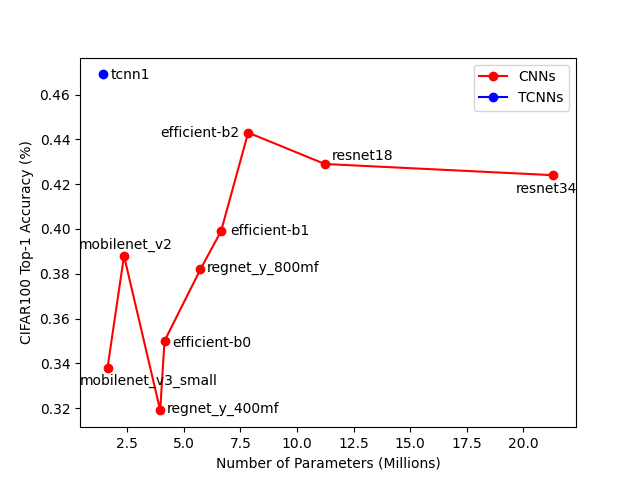 tcnn1
CNNs
TCNNs
efficient-b2
resnet18
resnet34
efficient-b1
mobilenet_v2
regnet_y_800mf
efficient-b0
mobilenet_v3_small
regnet_y_400mf
0.46
0.44
0.42
0.40
0.38
0.36
0.34
0.32
CIFAR100 Top-1 Accuracy (%)
2.5 5.0 7.5 10.0 12.5 15.0 17.5 20.0
Number of Parameters (Millions)